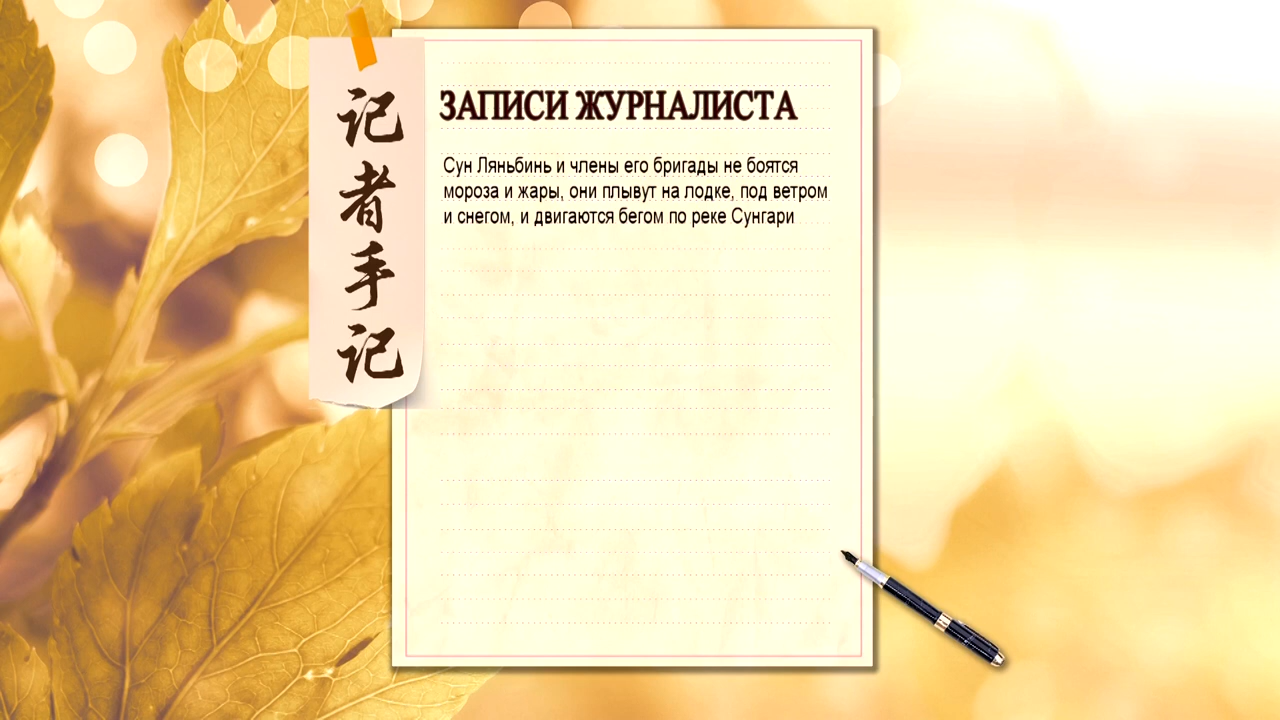 记者手记
ЗАПИСИ ЖУРНАЛИСТА
Сун Ляньбинь и члены его бригады не боятся
мороза и жары, они плывут на лодке, под ветром
и снегом, и двигаются бегом по реке Сунгари